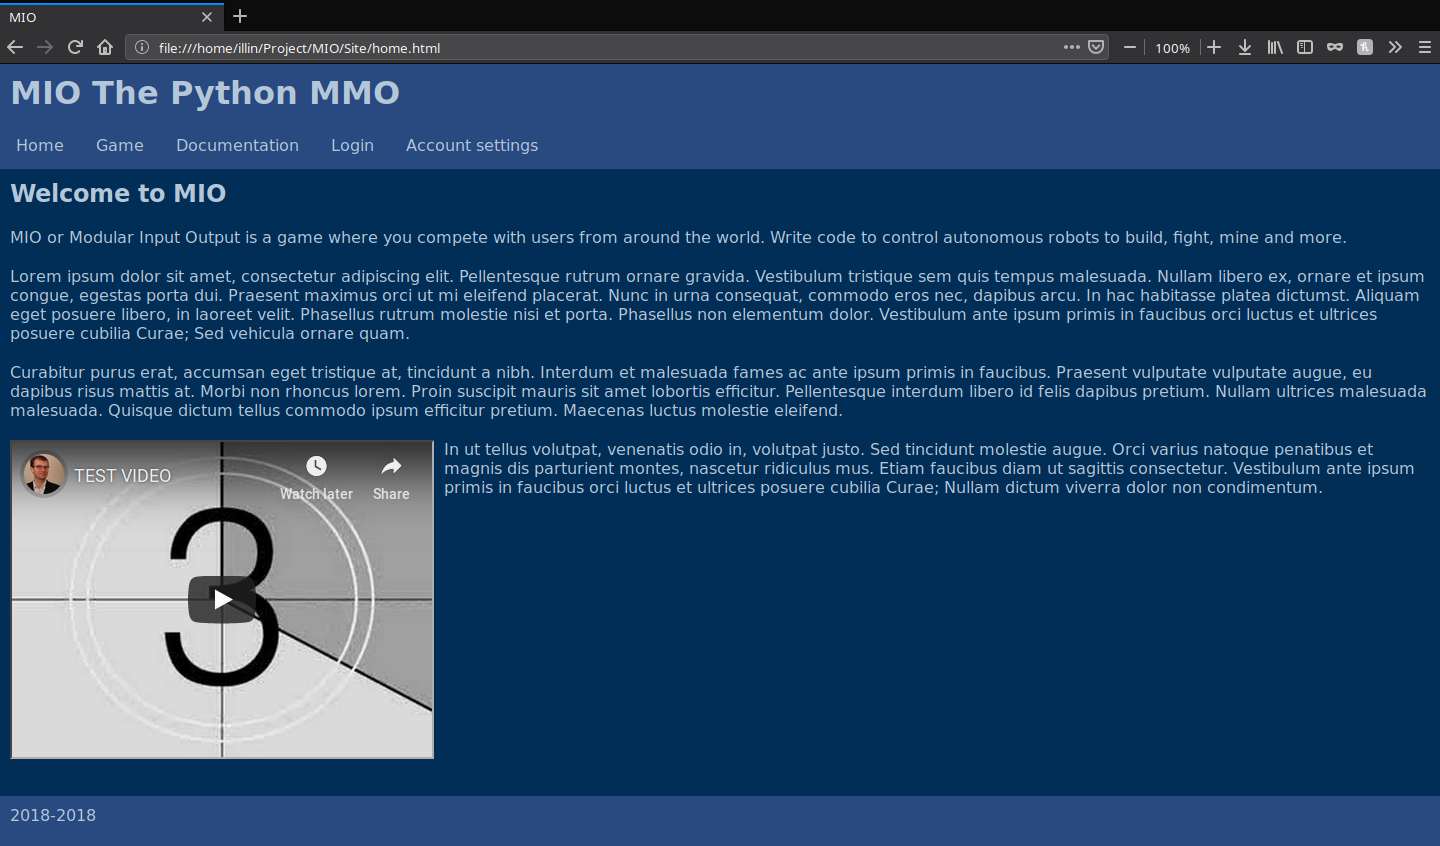 MIO
file:///home/illin/Project/MIO/Site/home.html
100%
MIO The Python MMO
Home Game Documentation Login Account settings
Welcome to MIO
MIO or Modular Input Output is a game where you compete with users from around the world. Write code to control autonomous robots to build, fight, mine and more.
Lorem ipsum dolor sit amet, consectetur adipiscing elit. Pellentesque rutrum ornare gravida. Vestibulum tristique sem quis tempus malesuada. Nullam libero ex, ornare et ipsum
congue, egestas porta dui. Praesent maximus orci ut mi eleifend placerat. Nunc in urna consequat, commodo eros nec, dapibus arcu. In hac habitasse platea dictumst. Aliquam
eget posuere libero, in laoreet velit. Phasellus rutrum molestie nisi et porta. Phasellus non elementum dolor. Vestibulum ante ipsum primis in faucibus orci luctus et ultrices
posuere cubilia Curae; Sed vehicula ornare quam.
Curabitur purus erat, accumsan eget tristique at, tincidunt a nibh. Interdum et malesuada fames ac ante ipsum primis in faucibus. Praesent vulputate vulputate augue, eu
dapibus risus mattis at. Morbi non rhoncus lorem. Proin suscipit mauris sit amet lobortis efficitur. Pellentesque interdum libero id felis dapibus pretium. Nullam ultrices malesuada
malesuada. Quisque dictum tellus commodo ipsum efficitur pretium. Maecenas luctus molestie eleifend.
TEST VIDEO
Watch later Share
3
In ut tellus volutpat, venenatis odio in, volutpat justo. Sed tincidunt molestie augue. Orci varius natoque penatibus et
magnis dis parturient montes, nascetur ridiculus mus. Etiam faucibus diam ut sagittis consectetur. Vestibulum ante ipsum
primis in faucibus orci luctus et ultrices posuere cubilia Curae; Nullam dictum viverra dolor non condimentum.
2018-2018